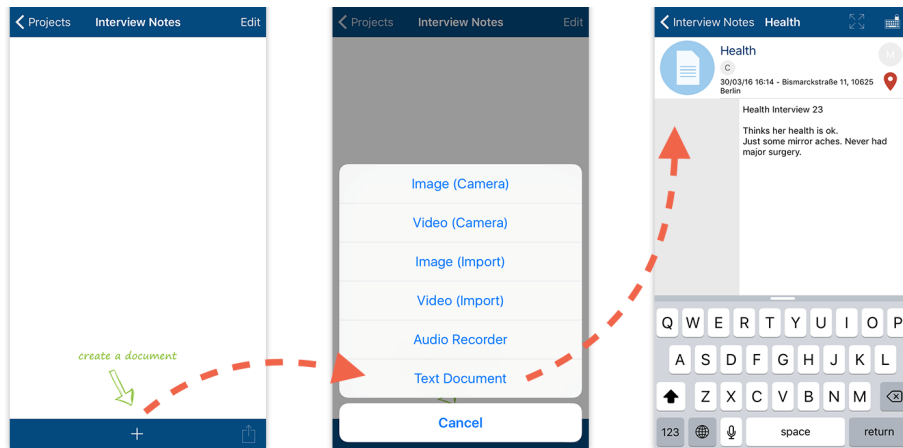 Projects
Interview Notes
Edit
create a document
+
Projects
Interview Notes
Edit
Image (Camera)
Video (Camera)
Image (Import)
Video (Import)
Audio Recorder
Text Document
Cancel
Interview Notes
Health
Health
M
C
30/03/16 16:14 - Bismarckstraße 11, 10625
Berlin
Health Interview 23
Thinks her health is ok.
Just some mirror aches. Never had
major surgery.
Q W E R T Y U I O P
A S D F G H J K L
Z X C V B N M
123 space return